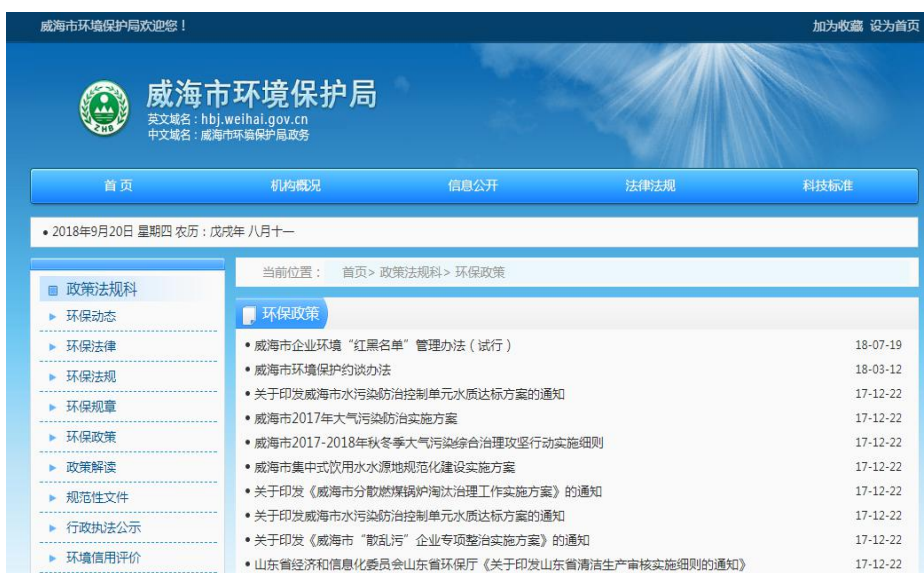 威海市环境保护局欢迎您！
加为收藏 设为首页
威海市环境保护局
英文域名：hbj.weihai.gov.cn
中文域名：威海市环境保护局政务
ZHB
首 页 机构概况 信息公开 法律法规 科技标准
• 2018年9月20日 星期四 农历：戊戌年 八月十一
政策法规科
环保动态
环保法律
环保法规
环保规章
环保政策
政策解读
规范性文件
行政执法公示
环境信用评价
当前位置： 首页> 政策法规科> 环保政策
环保政策
• 威海市企业环境“红黑名单”管理办法（试行） 18-07-19
• 威海市环境保护约谈办法 18-03-12
• 关于印发威海市水污染防治控制单元水质达标方案的通知 17-12-22
• 威海市2017年大气污染防治实施方案 17-12-22
• 威海市2017-2018年秋冬季大气污染综合治理攻坚行动实施细则 17-12-22
• 威海市集中式饮用水水源地规范化建设实施方案 17-12-22
• 关于印发《威海市分散燃煤锅炉淘汰治理工作实施方案》的通知 17-12-22
• 关于印发威海市水污染防治控制单元水质达标方案的通知 17-12-22
• 关于印发《威海市“散乱污”企业专项整治实施方案》的通知 17-12-22
• 山东省经济和信息化委员会山东省环保厅《关于印发山东省清洁生产审核实施细则的通知》 17-12-22